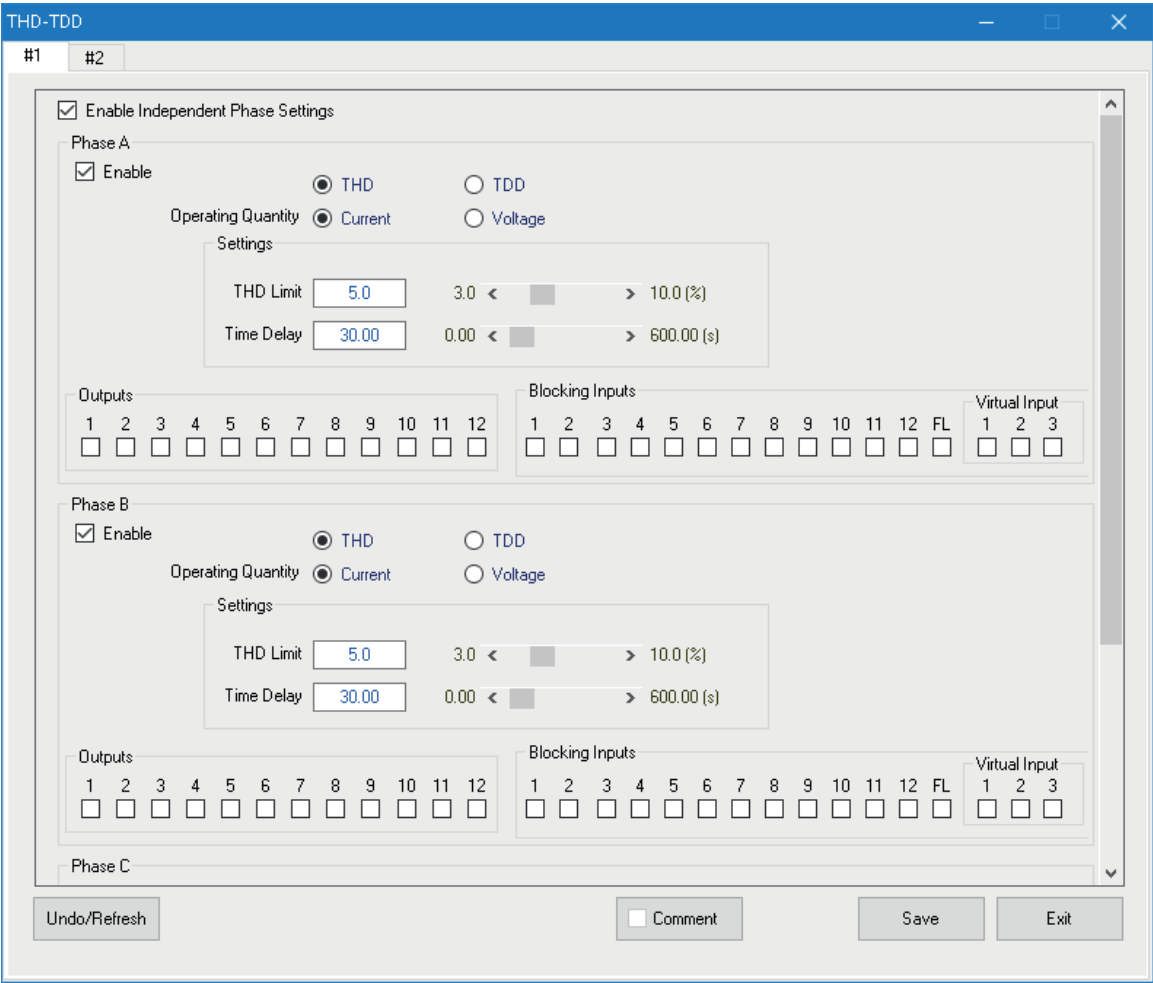 THD-TDD
#1 #2
Enable Independent Phase Settings
Phase A
Enable
THD TDD
Operating Quantity Current Voltage
Settings
THD Limit 5.0 3.0 < > 10.0 (%)
Time Delay 30.00 0.00 < > 600.00 (s)
Outputs Blocking Inputs
Virtual Input
1 2 3 4 5 6 7 8 9 10 11 12 1 2 3 4 5 6 7 8 9 10 11 12 FL 1 2 3
Phase B
Enable
THD TDD
Operating Quantity Current Voltage
Settings
THD Limit 5.0 3.0 < > 10.0 (%)
Time Delay 30.00 0.00 < > 600.00 (s)
Outputs Blocking Inputs
Virtual Input
1 2 3 4 5 6 7 8 9 10 11 12 1 2 3 4 5 6 7 8 9 10 11 12 FL 1 2 3
Phase C
Undo/Refresh Comment Save Exit